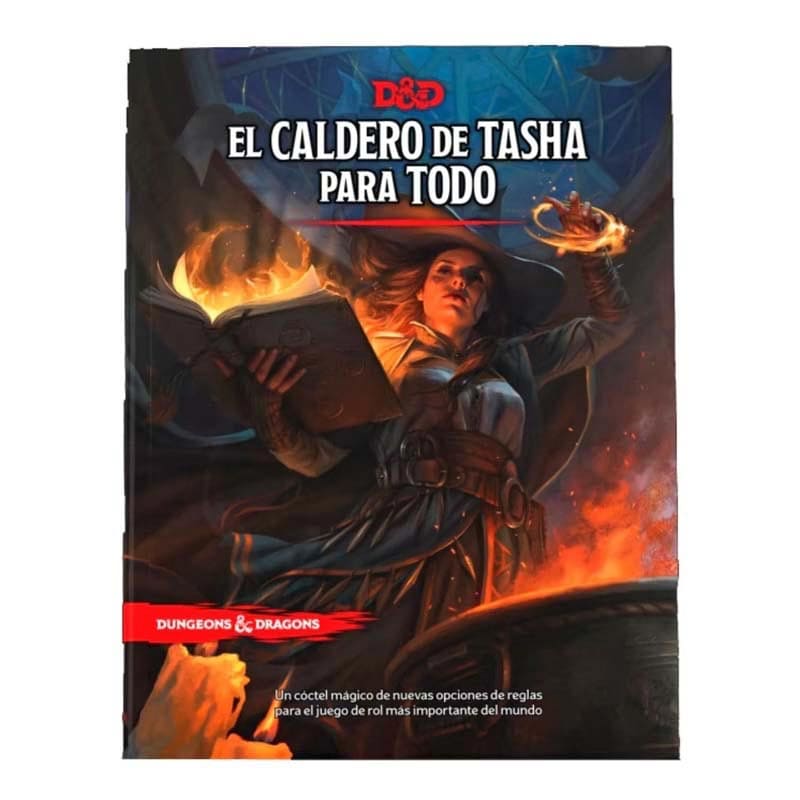 D&D
EL CALDERO DE TASHA
PARA TODO
DUNGEONS & DRAGONS
Un cóctel mágico de nuevas opciones de reglas
para el juego de rol más importante del mundo